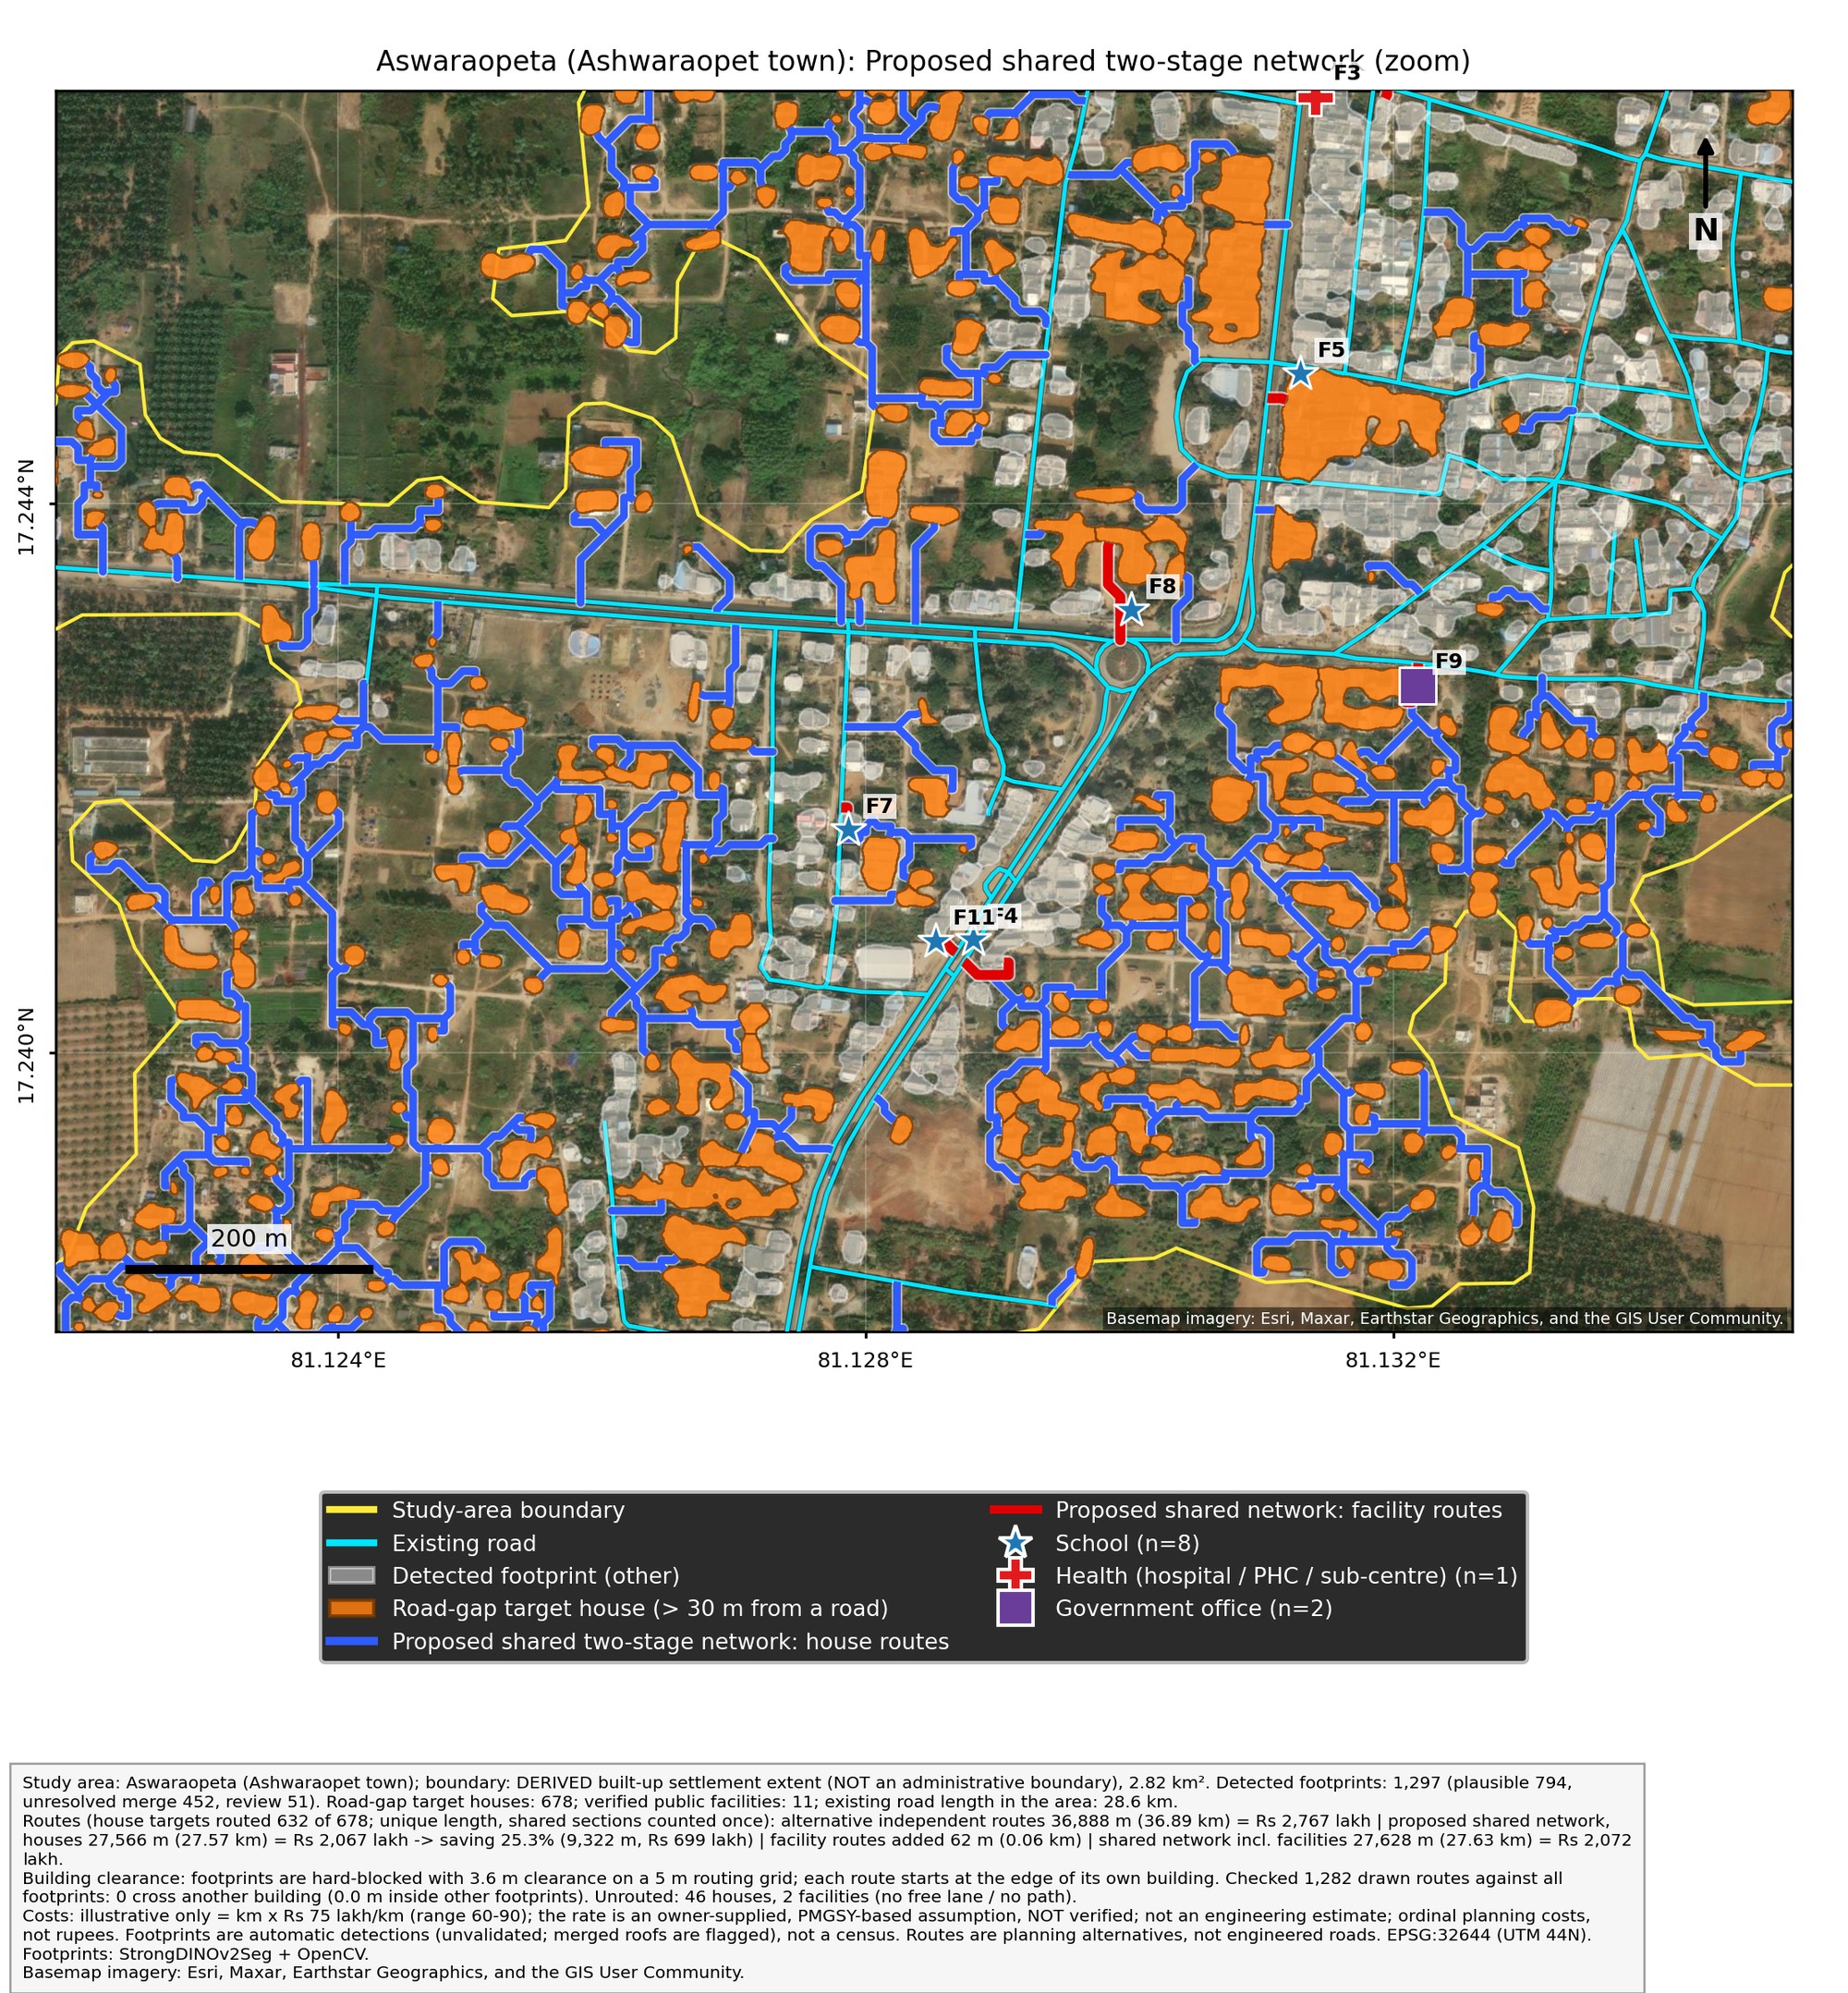 Aswaraopeta (Ashwaraopet town): Proposed shared two-stage network (zoom)
F3
N
F5
17.244°N
F8
F9
F7
F11 F4
17.240°N
200 m
Basemap imagery: Esri, Maxar, Earthstar Geographics, and the GIS User Community.
81.124°E 81.128°E 81.132°E
Study-area boundary
Existing road
Detected footprint (other)
Road-gap target house (> 30 m from a road)
Proposed shared two-stage network: house routes
Proposed shared network: facility routes
School (n=8)
Health (hospital / PHC / sub-centre) (n=1)
Government office (n=2)
Study area: Aswaraopeta (Ashwaraopet town); boundary: DERIVED built-up settlement extent (NOT an administrative boundary), 2.82 km². Detected footprints: 1,297 (plausible 794,
unresolved merge 452, review 51). Road-gap target houses: 678; verified public facilities: 11; existing road length in the area: 28.6 km.
Routes (house targets routed 632 of 678; unique length, shared sections counted once): alternative independent routes 36,888 m (36.89 km) = Rs 2,767 lakh | proposed shared network,
houses 27,566 m (27.57 km) = Rs 2,067 lakh -> saving 25.3% (9,322 m, Rs 699 lakh) | facility routes added 62 m (0.06 km) | shared network incl. facilities 27,628 m (27.63 km) = Rs 2,072
lakh.
Building clearance: footprints are hard-blocked with 3.6 m clearance on a 5 m routing grid; each route starts at the edge of its own building. Checked 1,282 drawn routes against all
footprints: 0 cross another building (0.0 m inside other footprints). Unrouted: 46 houses, 2 facilities (no free lane / no path).
Costs: illustrative only = km x Rs 75 lakh/km (range 60-90); the rate is an owner-supplied, PMGSY-based assumption, NOT verified; not an engineering estimate; ordinal planning costs,
not rupees. Footprints are automatic detections (unvalidated; merged roofs are flagged), not a census. Routes are planning alternatives, not engineered roads. EPSG:32644 (UTM 44N).
Footprints: StrongDINOv2Seg + OpenCV.
Basemap imagery: Esri, Maxar, Earthstar Geographics, and the GIS User Community.